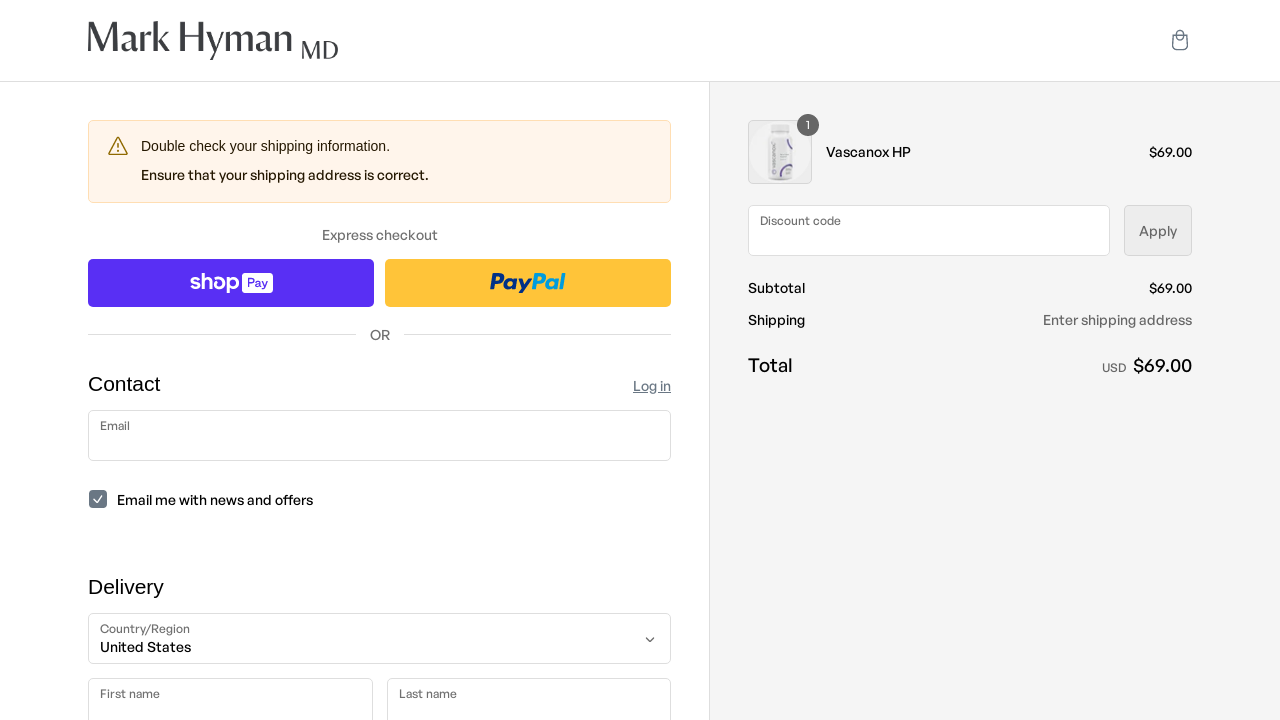 Mark Hyman MD
Double check your shipping information.
Ensure that your shipping address is correct.
Express checkout
shop Pay
PayPal
OR
Contact
Log in
Email
Email me with news and offers
Delivery
Country/Region
United States
First name
Last name
1
Vascanox HP
$69.00
Discount code
Apply
Subtotal
$69.00
Shipping
Enter shipping address
Total
USD $69.00